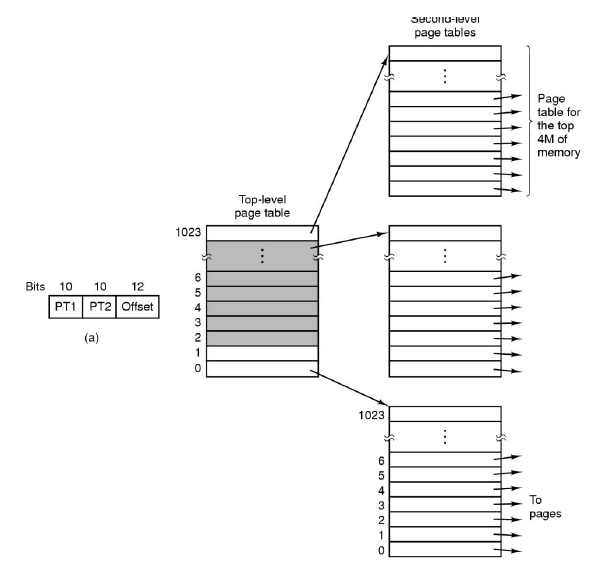 Second-level
page tables
Page
table for
the top
4M of
memory
Top-level
page table
1023
6
5
4
3
2
1
0
Bits 10 10 12
PT1 PT2 Offset
(a)
1023
6
5
4
3
2
1
0
To
pages